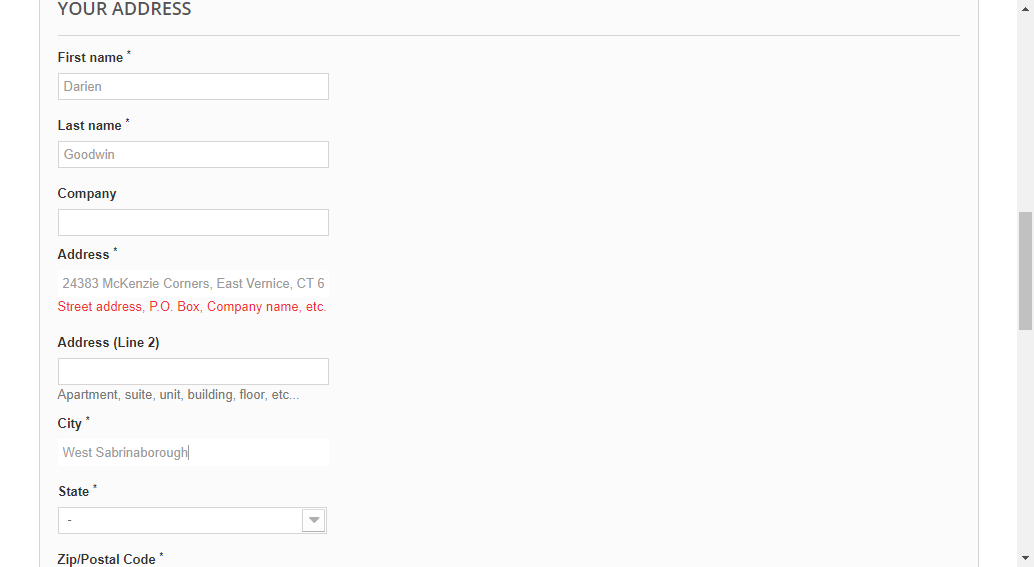 YOUR ADDRESS
First name *
Darien
Last name *
Goodwin
Company
Address *
24383 McKenzie Corners, East Vernice, CT 6
Street address, P.O. Box, Company name, etc.
Address (Line 2)
Apartment, suite, unit, building, floor, etc...
City *
West Sabrinaborough
State *
-
Zip/Postal Code *